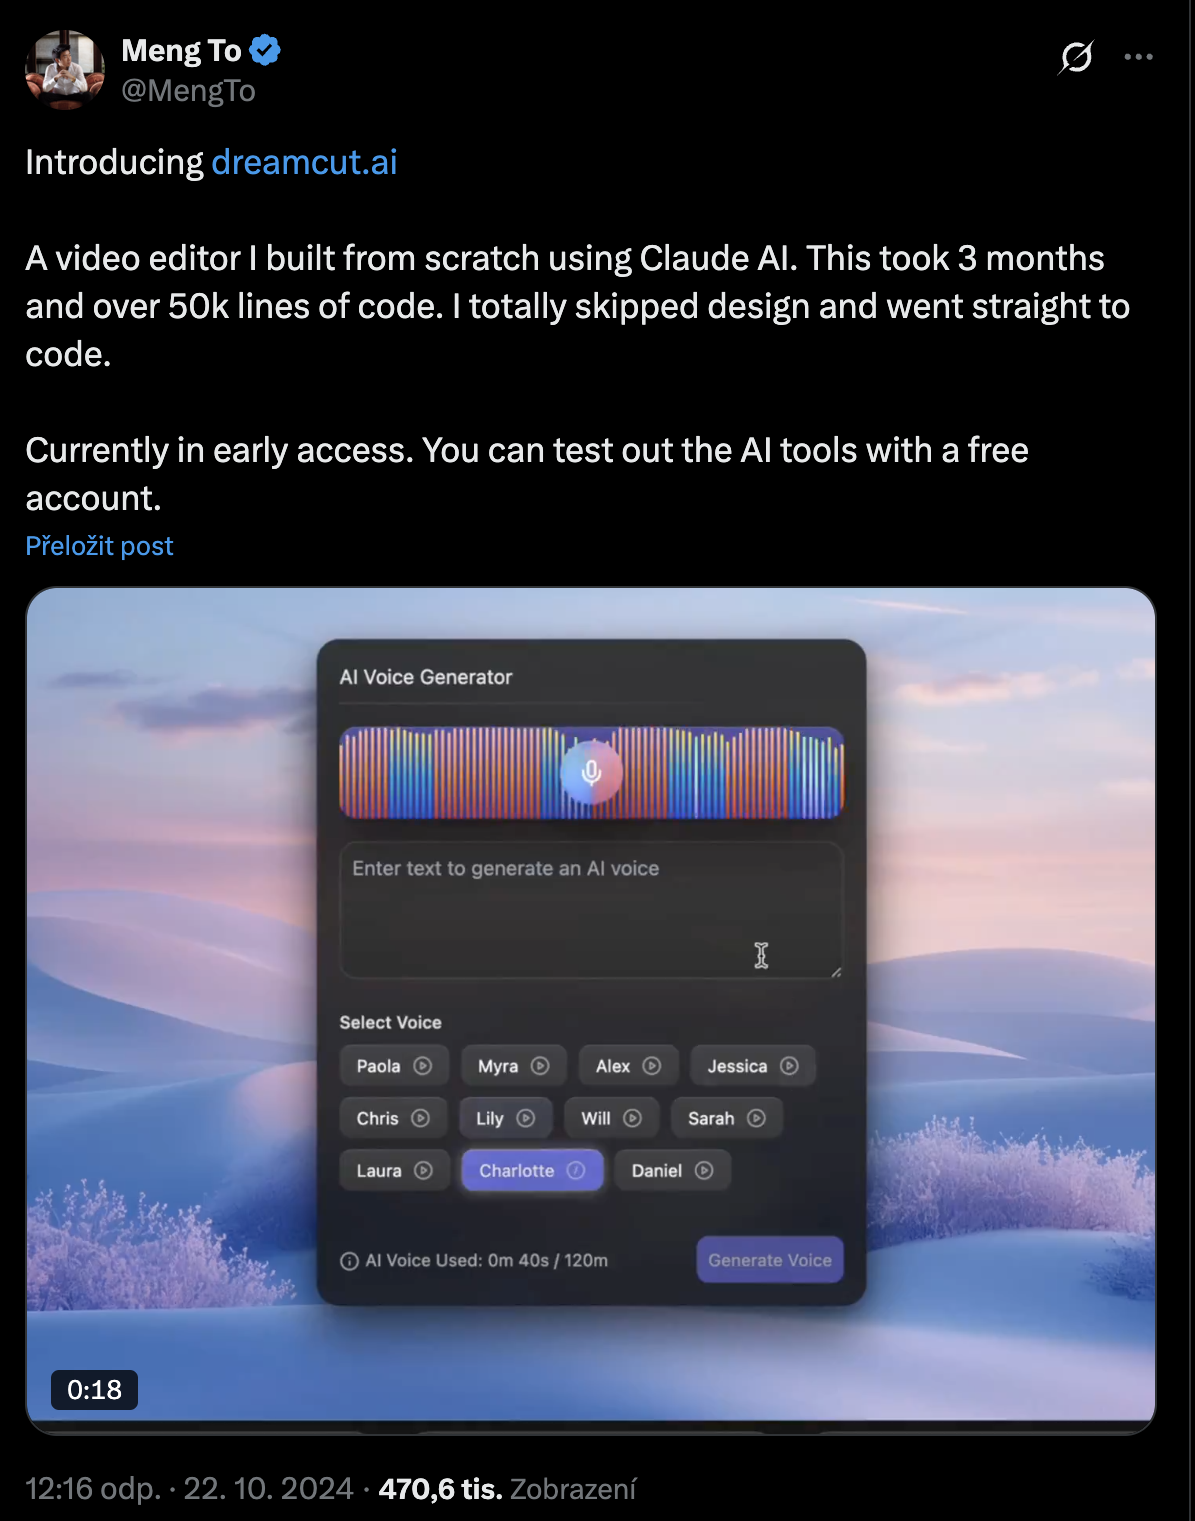 Meng To
@MengTo
Introducing dreamcut.ai
A video editor I built from scratch using Claude AI. This took 3 months
and over 50k lines of code. I totally skipped design and went straight to
code.
Currently in early access. You can test out the AI tools with a free
account.
Přeložit post
AI Voice Generator
Enter text to generate an AI voice
Select Voice
Paola Myra Alex Jessica
Chris Lily Will Sarah
Laura Charlotte Daniel
AI Voice Used: 0m 40s / 120m Generate Voice
0:18
12:16 odp. · 22. 10. 2024 · 470,6 tis. Zobrazení